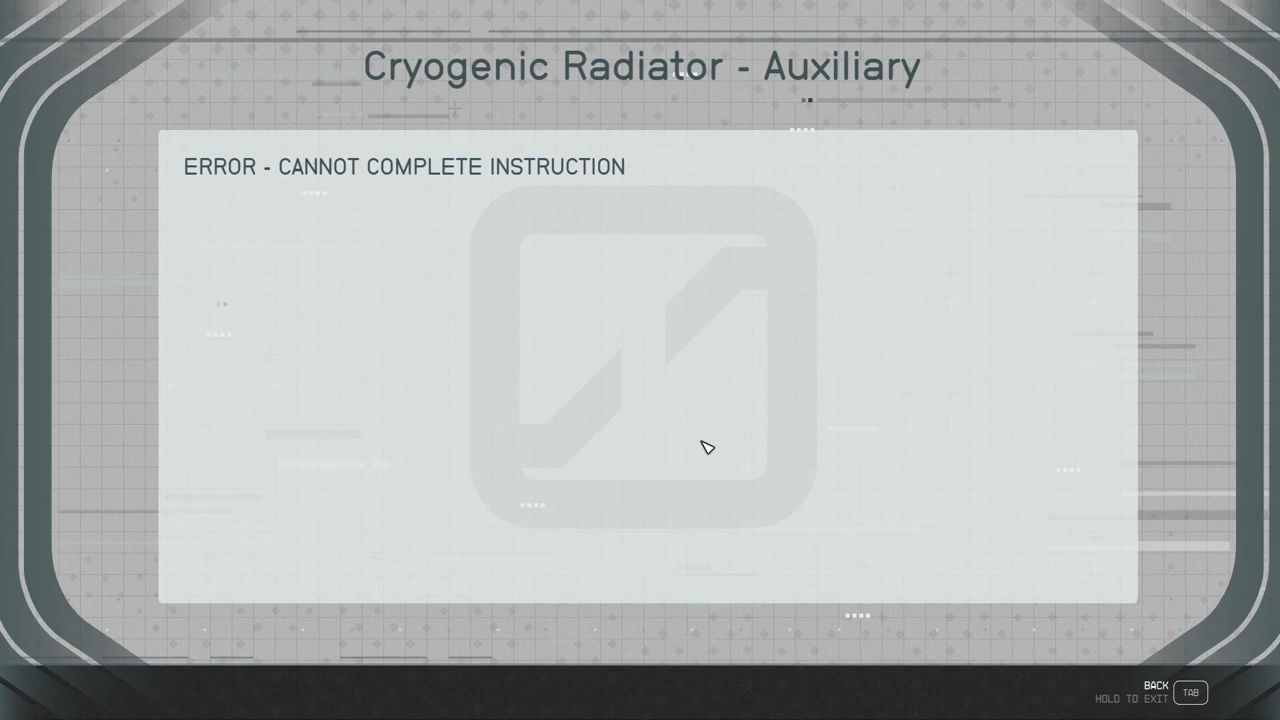 Cryogenic Radiator - Auxiliary
ERROR - CANNOT COMPLETE INSTRUCTION
BACK
HOLD TO EXIT
TAB